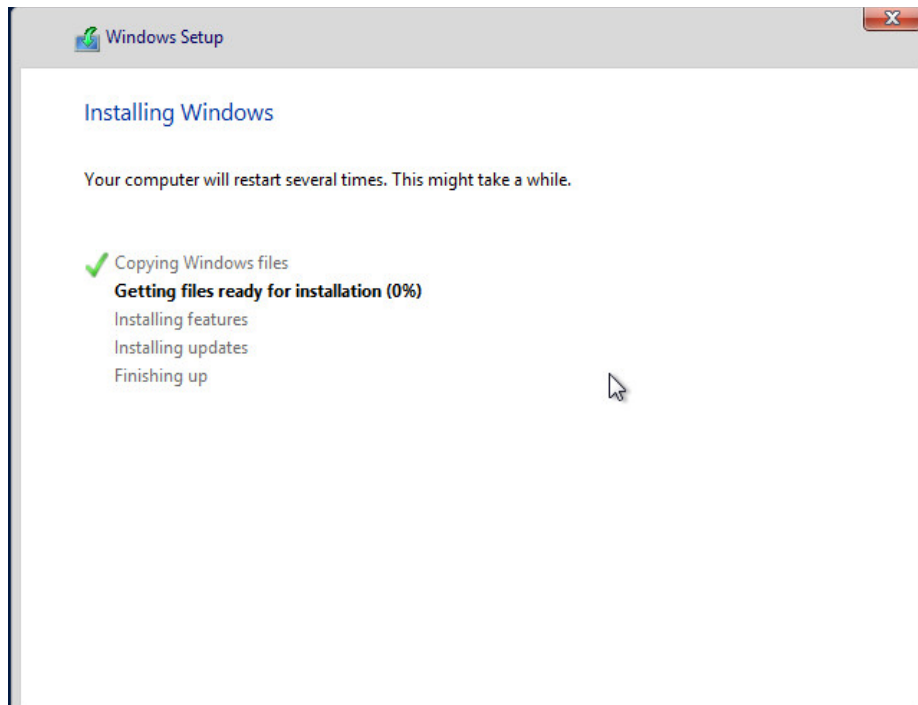 Windows Setup
Installing Windows
Your computer will restart several times. This might take a while.
Copying Windows files
Getting files ready for installation (0%)
Installing features
Installing updates
Finishing up